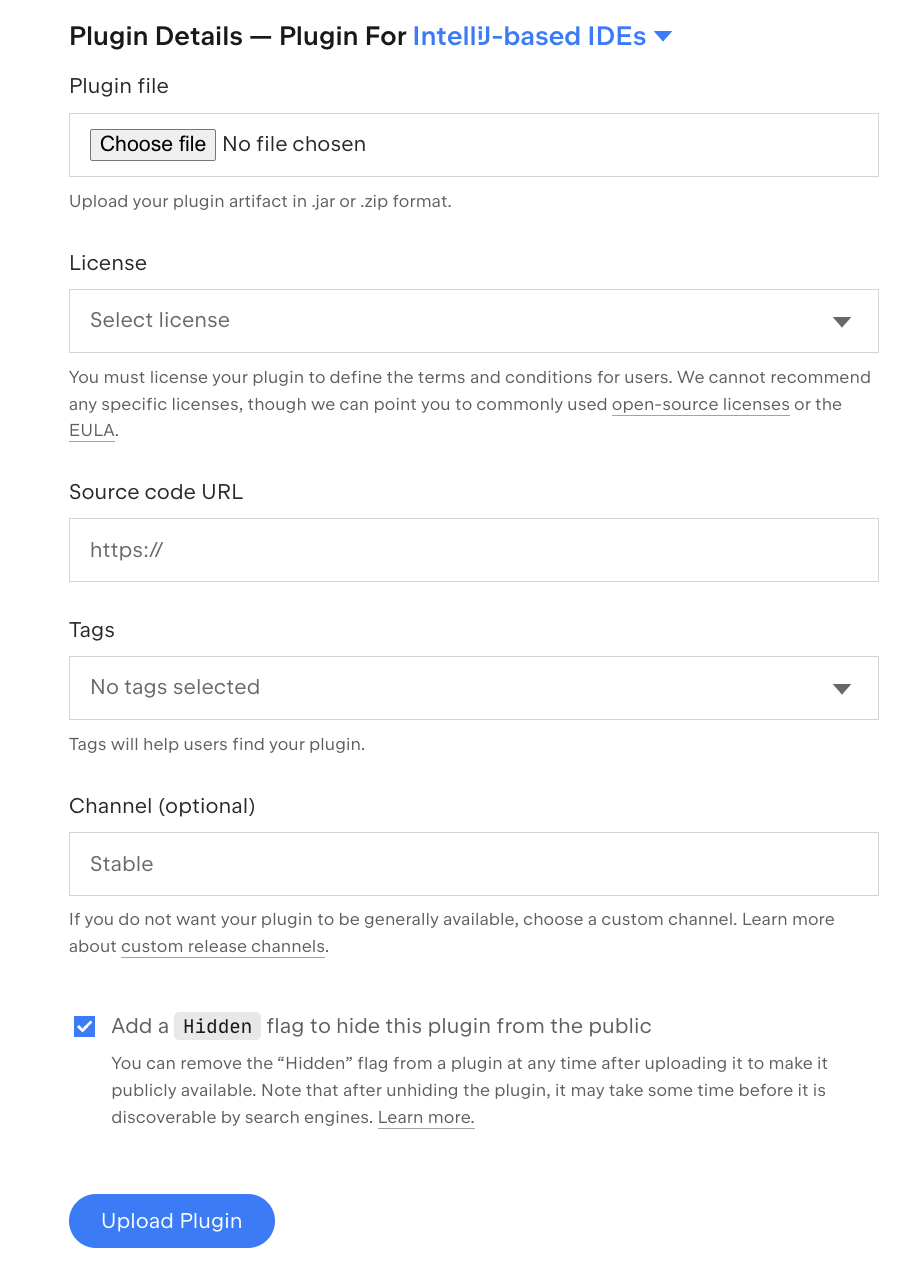 Plugin Details — Plugin For IntelliJ-based IDEs
Plugin file
Choose file No file chosen
Upload your plugin artifact in .jar or .zip format.
License
Select license
You must license your plugin to define the terms and conditions for users. We cannot recommend
any specific licenses, though we can point you to commonly used open-source licenses or the
EULA.
Source code URL
https://
Tags
No tags selected
Tags will help users find your plugin.
Channel (optional)
Stable
If you do not want your plugin to be generally available, choose a custom channel. Learn more
about custom release channels.
Add a Hidden flag to hide this plugin from the public
You can remove the “Hidden” flag from a plugin at any time after uploading it to make it
publicly available. Note that after unhiding the plugin, it may take some time before it is
discoverable by search engines. Learn more.
Upload Plugin